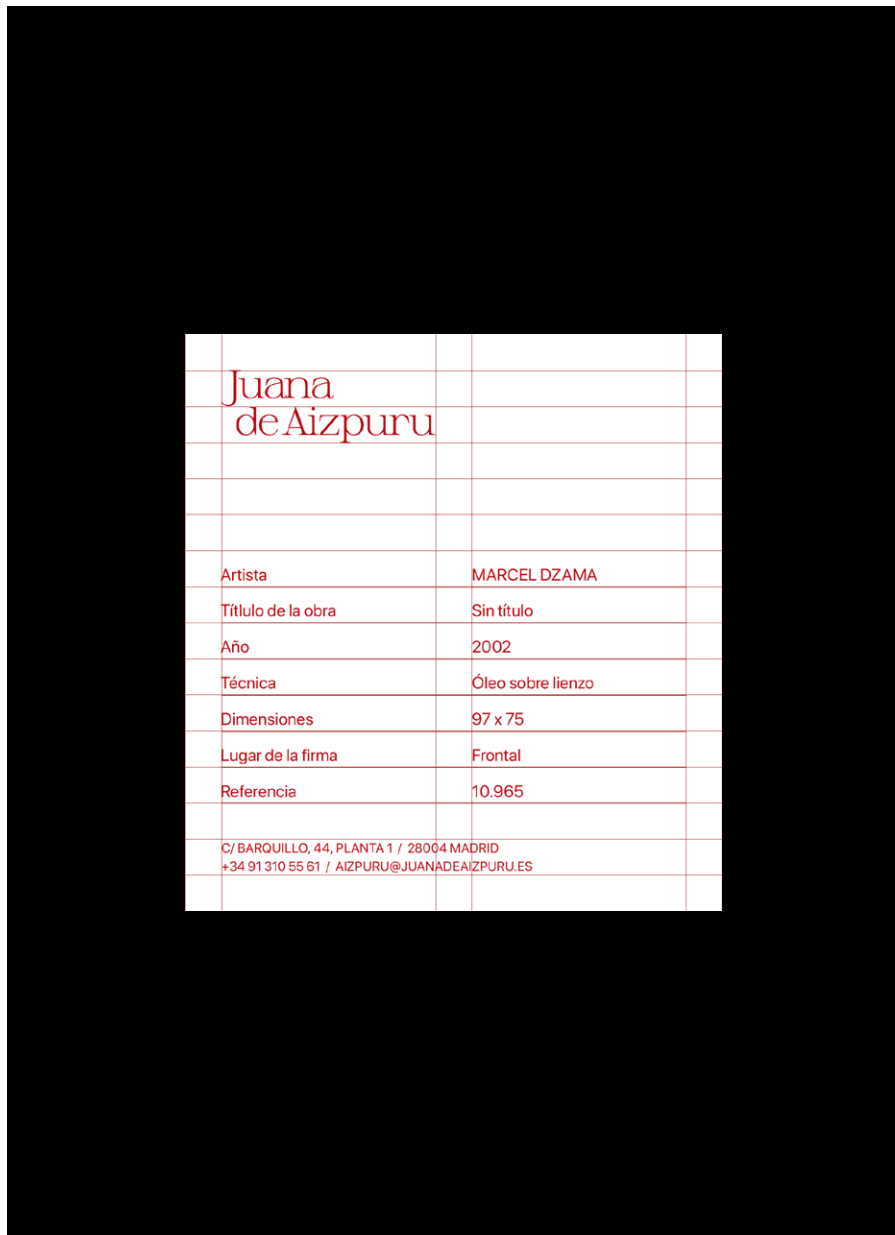 Juana
de Aizpuru
Artista MARCEL DZAMA
Títlulo de la obra Sin título
Año 2002
Técnica Óleo sobre lienzo
Dimensiones 97 x 75
Lugar de la firma Frontal
Referencia 10.965
C/ BARQUILLO, 44, PLANTA 1 / 28004 MADRID
+34 91 310 55 61 / AIZPURU@JUANADEAIZPURU.ES